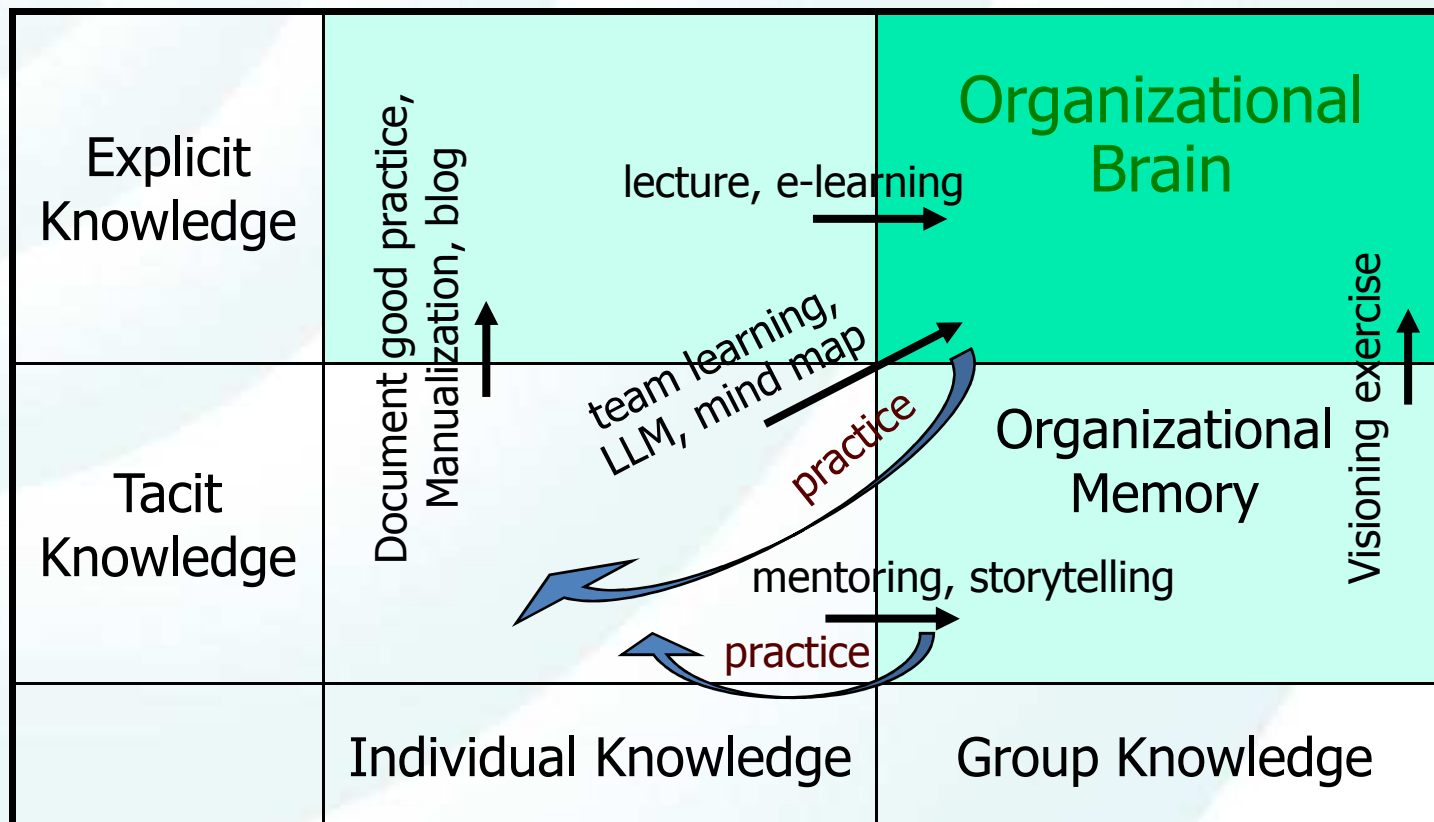 Explicit
Knowledge
Document good practice,
Manualization, blog
lecture, e-learning
Organizational
Brain
team learning,
LLM, mind map
practice
Visioning exercise
Tacit
Knowledge
Organizational
Memory
mentoring, storytelling
practice
Individual Knowledge
Group Knowledge